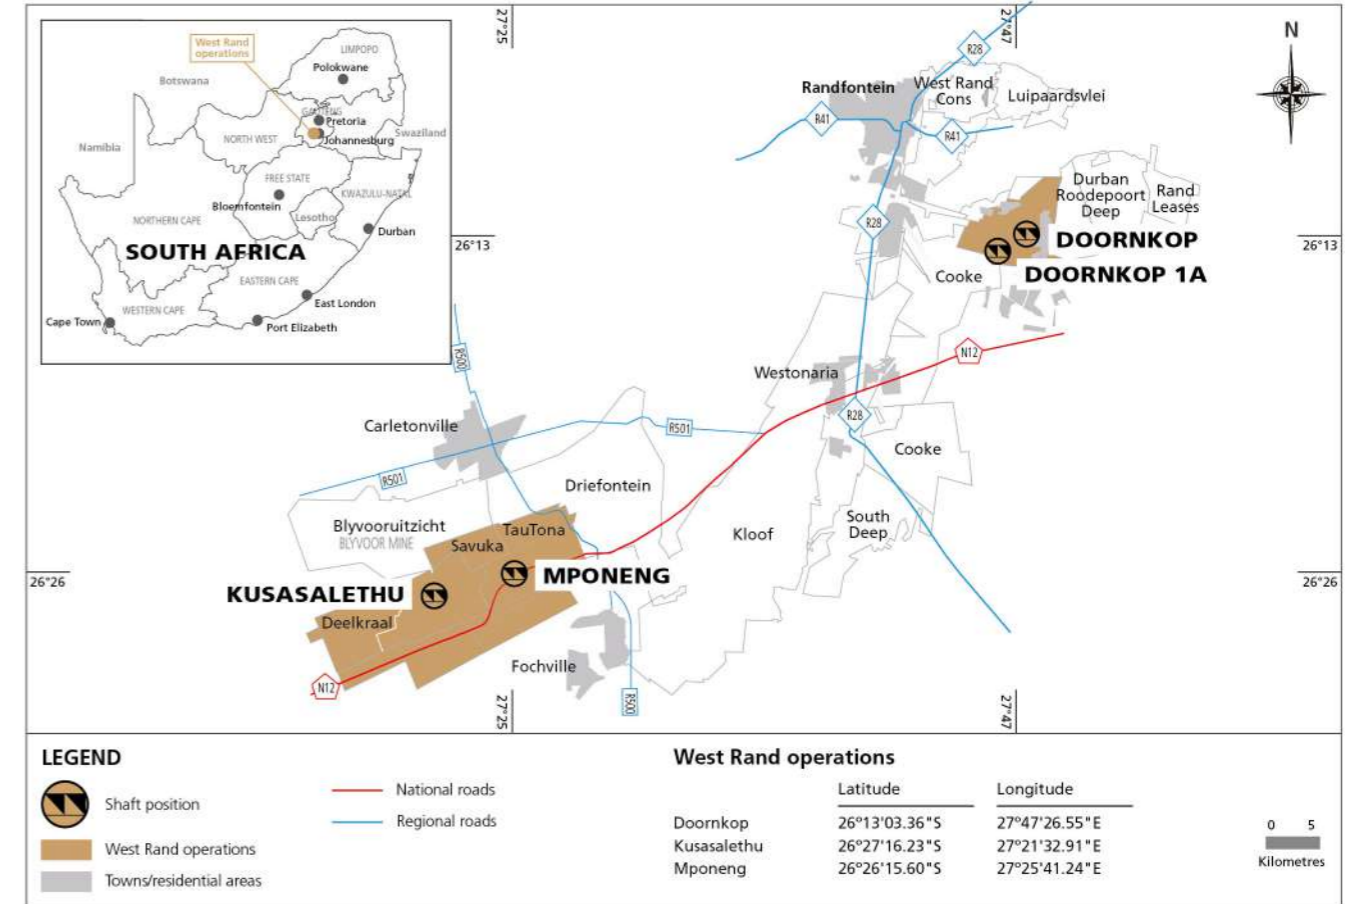 West Rand
operations
LIMPOPO
Polokwane
Botswana
GAUTENG
Pretoria
Johannesburg
NORTH WEST
Swaziland
Namibia
FREE STATE
KWAZULU-NATAL
Bloemfontein
Lesotho
NORTHERN CAPE
Durban
SOUTH AFRICA
EASTERN CAPE
East London
WESTERN CAPE
Cape Town
Port Elizabeth
27°25
27°47
N
R28
Randfontein
West Rand
Cons
Luipaardsvlei
R41
R41
Durban
Roodepoort
Deep
Rand
Leases
R28
26°13
26°13
DOORNKOP
Cooke
DOORNKOP 1A
R500
N12
Westonaria
R28
Carletonville
R501
Cooke
R501
Driefontein
Blyvooruitzicht
BLYVOOR MINE
TauTona
Savuka
Kloof
South
Deep
26°26
26°26
MPONENG
KUSASALETHU
Deelkraal
Fochville
N12
R500
27°25
27°47
LEGEND
Shaft position
West Rand operations
Towns/residential areas
National roads
Regional roads
West Rand operations
Latitude Longitude
Doornkop 26°13'03.36"S 27°47'26.55"E
Kusasalethu 26°27'16.23"S 27°21'32.91"E
Mponeng 26°26'15.60"S 27°25'41.24"E
0 5
Kilometres